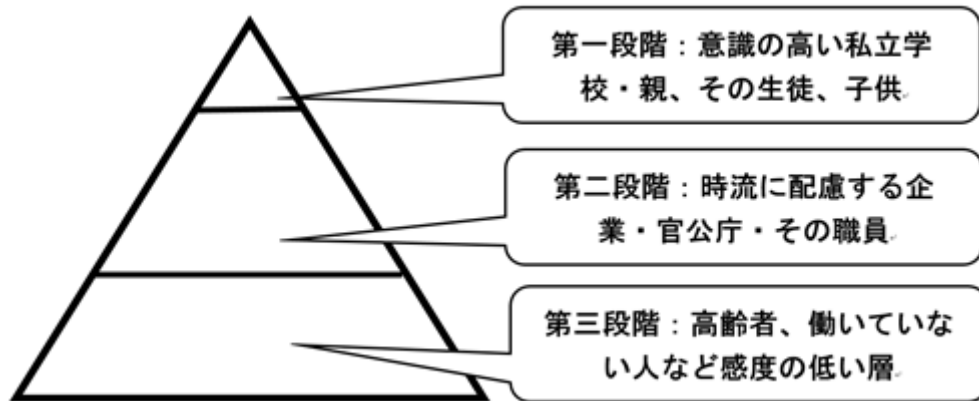 第一段階：意識の高い私立学
校・親、その生徒、子供
第二段階：時流に配慮する企
業・官公庁・その職員
第三段階：高齢者、働いていな
い人など感度の低い層